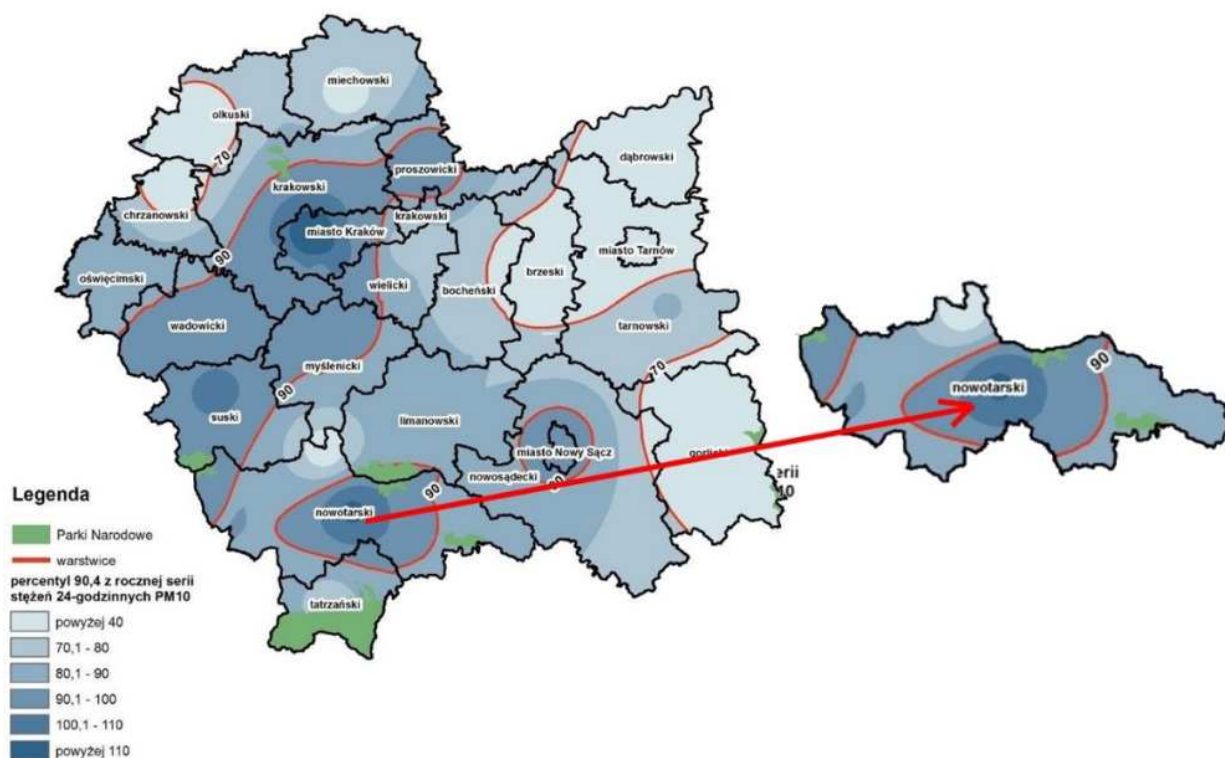 miechowski
olkuski
70
dąbrowski
proszowicki
krakowski
chrzanowski
krakowski
miasto Kraków
miasto Tarnów
90
brzeski
oświęcimski
wielicki
bocheński
wadowicki
tarnowski
myślenicki
70
90
suski
limanowski
miasto Nowy Sącz
gorlicki
nowosądecki
90
90
nowotarski
tatrzański
90
nowotarski
erii
10
Legenda
Parki Narodowe
warstwice
percentyl 90,4 z rocznej serii
stężeń 24-godzinnych PM10
powyżej 40
70,1 - 80
80,1 - 90
90,1 - 100
100,1 - 110
powyżej 110